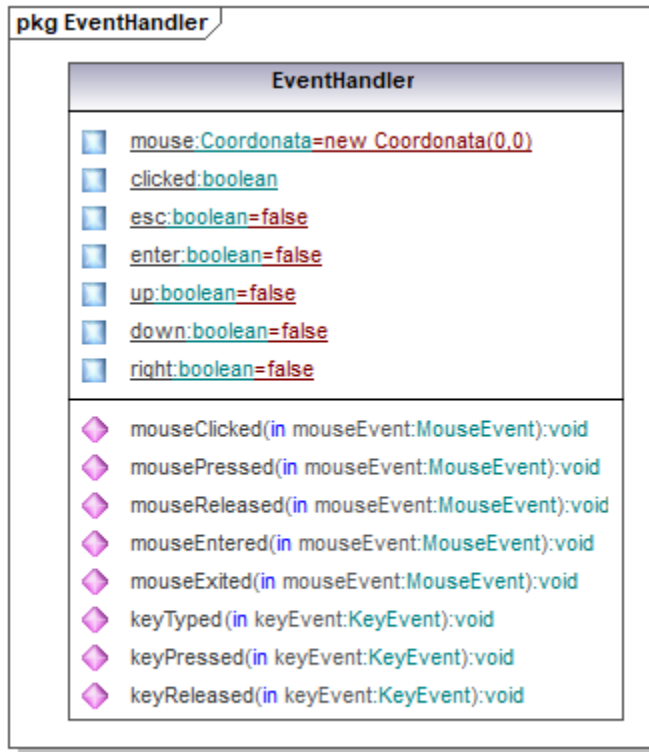 pkg EventHandler
EventHandler
mouse:Coordonata=new Coordonata(0,0)
clicked:boolean
esc:boolean=false
enter:boolean=false
up:boolean=false
down:boolean=false
right:boolean=false
mouseClicked(in mouseEvent:MouseEvent):void
mousePressed(in mouseEvent:MouseEvent):void
mouseReleased(in mouseEvent:MouseEvent):void
mouseEntered(in mouseEvent:MouseEvent):void
mouseExited(in mouseEvent:MouseEvent):void
keyTyped(in keyEvent:KeyEvent):void
keyPressed(in keyEvent:KeyEvent):void
keyReleased(in keyEvent:KeyEvent):void